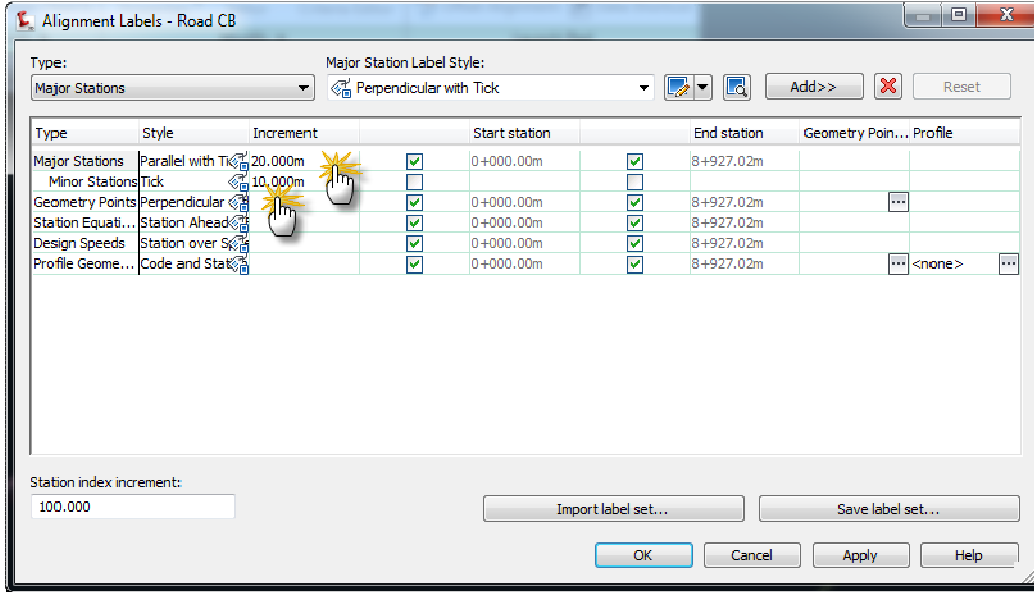 Alignment Labels - Road CB
Type: Major Station Label Style:
Major Stations Perpendicular with Tick Add>> Reset
Type Style Increment Start station End station Geometry Poin... Profile
Major Stations Parallel with Ti 20.000m 0+000.00m 8+927.02m
Minor Stations Tick 10.000m
Geometry Points Perpendicular 0+000.00m 8+927.02m ...
Station Equati... Station Ahead 0+000.00m 8+927.02m
Design Speeds Station over Sp 0+000.00m 8+927.02m
Profile Geome... Code and Stat 0+000.00m 8+927.02m ... <none> ...
Station index increment:
100.000 Import label set... Save label set...
OK Cancel Apply Help